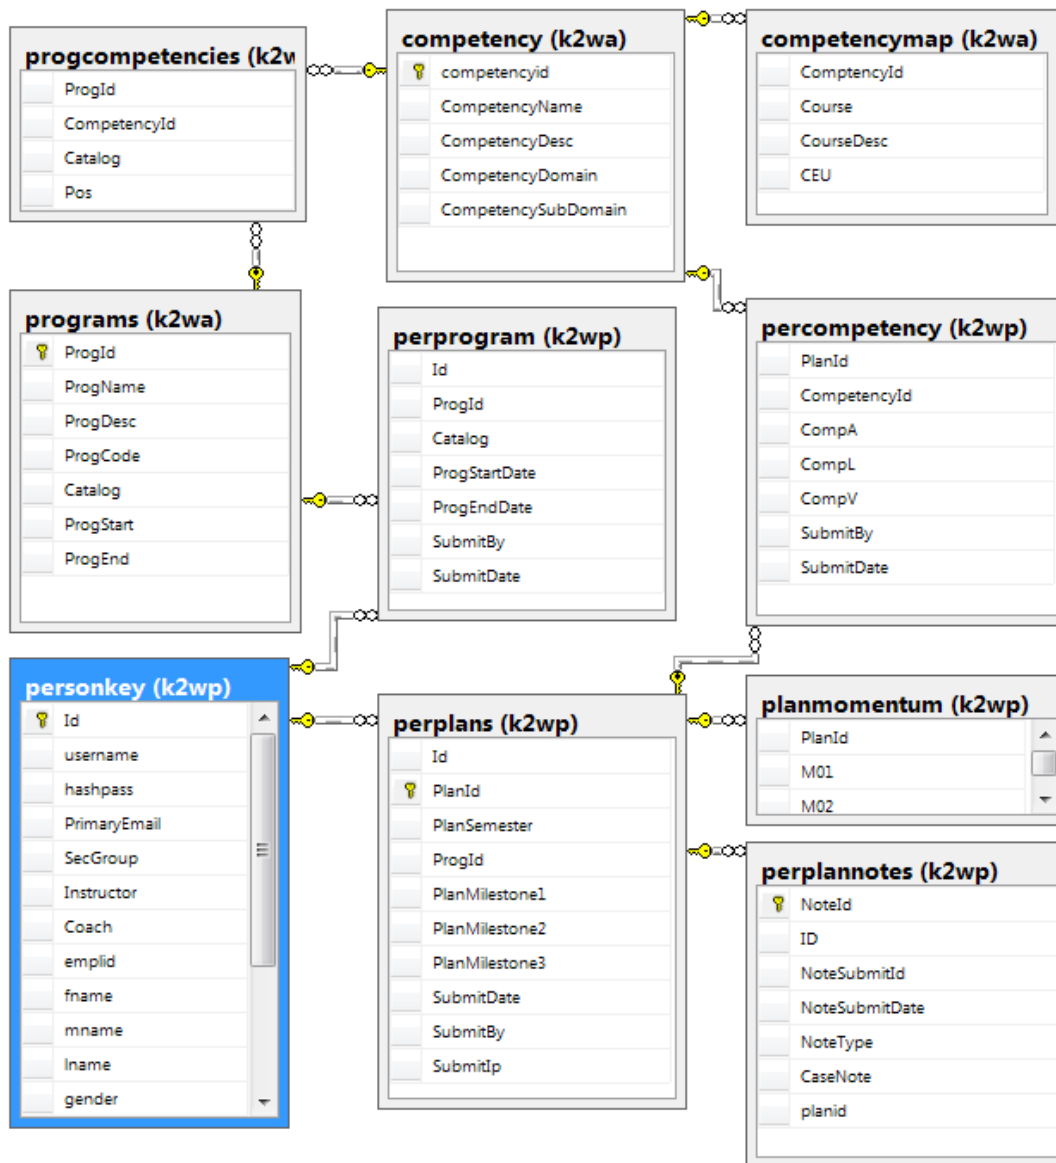 progcompetencies (k2w
ProgId
CompetencyId
Catalog
Pos
competency (k2wa)
competencyid
CompetencyName
CompetencyDesc
CompetencyDomain
CompetencySubDomain
competencymap (k2wa)
ComptencyId
Course
CourseDesc
CEU
programs (k2wa)
ProgId
ProgName
ProgDesc
ProgCode
Catalog
ProgStart
ProgEnd
perprogram (k2wp)
Id
ProgId
Catalog
ProgStartDate
ProgEndDate
SubmitBy
SubmitDate
percompetency (k2wp)
PlanId
CompetencyId
CompA
CompL
CompV
SubmitBy
SubmitDate
personkey (k2wp)
Id
username
hashpass
PrimaryEmail
SecGroup
Instructor
Coach
emplid
fname
mname
lname
gender
perplans (k2wp)
Id
PlanId
PlanSemester
ProgId
PlanMilestone1
PlanMilestone2
PlanMilestone3
SubmitDate
SubmitBy
SubmitIp
planmomentum (k2wp)
PlanId
M01
M02
perplannotes (k2wp)
NoteId
ID
NoteSubmitId
NoteSubmitDate
NoteType
CaseNote
planid